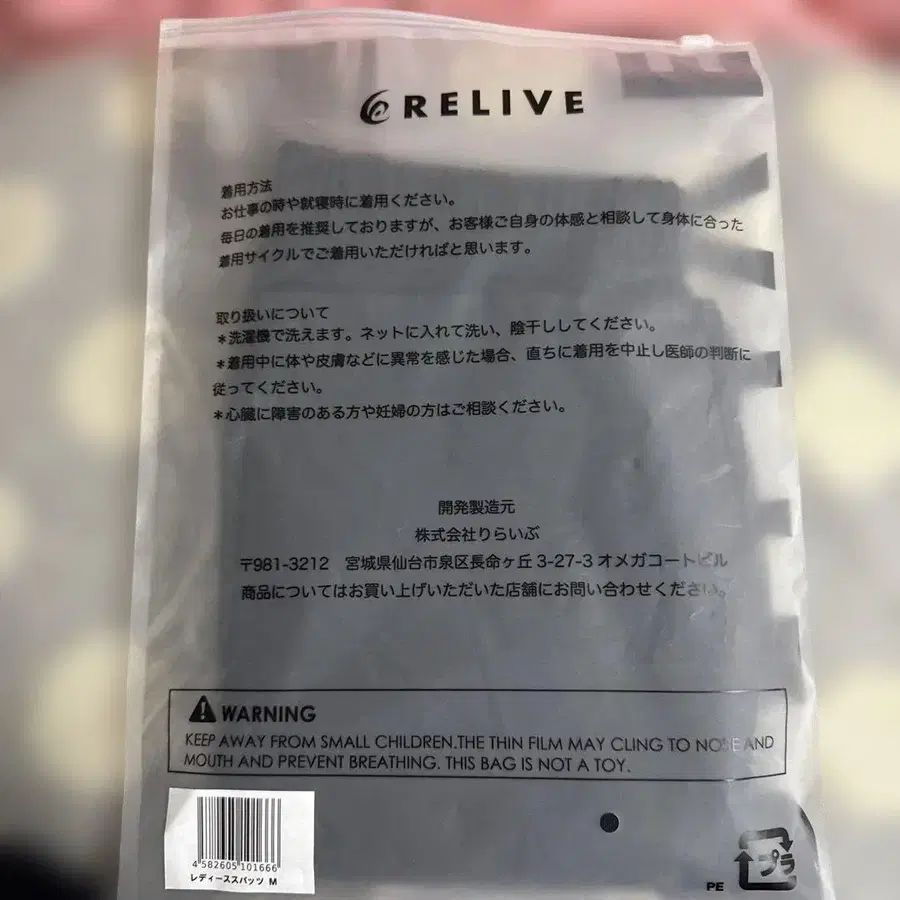 RELIVE
着用方法
お仕事の時や就寝時に着用ください。
毎日の着用を推奨しておりますが、お客様ご自身の体感と相談して身体に合った
着用サイクルでご着用いただければと思います。
取り扱いについて
*洗濯機で洗えます。ネットに入れて洗い、陰干ししてください。
*着用中に体や皮膚などに異常を感じた場合、直ちに着用を中止し医師の判断に
従ってください。
*心臓に障害のある方や妊婦の方はご相談ください。
開発製造元
株式会社りらいぶ
〒981-3212 宮城県仙台市泉区長命ヶ丘 3-27-3 オメガコートビル
商品についてはお買い上げいただいた店舗にお問い合わせください。
WARNING
KEEP AWAY FROM SMALL CHILDREN.THE THIN FILM MAY CLING TO NOSE AND
MOUTH AND PREVENT BREATHING. THIS BAG IS NOT A TOY.
4 582605 101666
レディーススパッツ M
プラ
PE